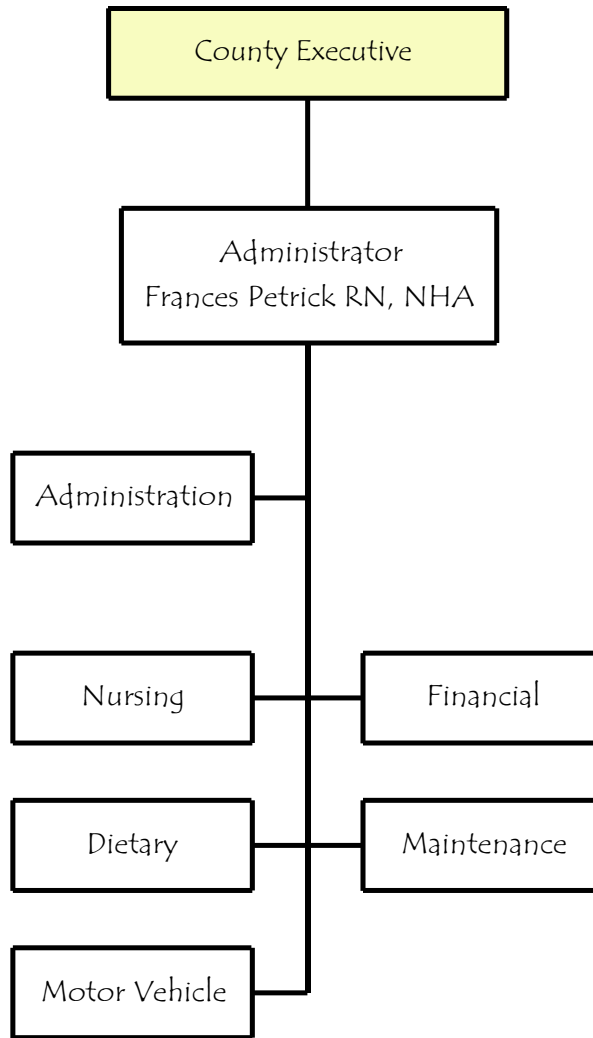 County Executive
Administrator
Frances Petrick RN, NHA
Administration
Nursing
Financial
Dietary
Maintenance
Motor Vehicle